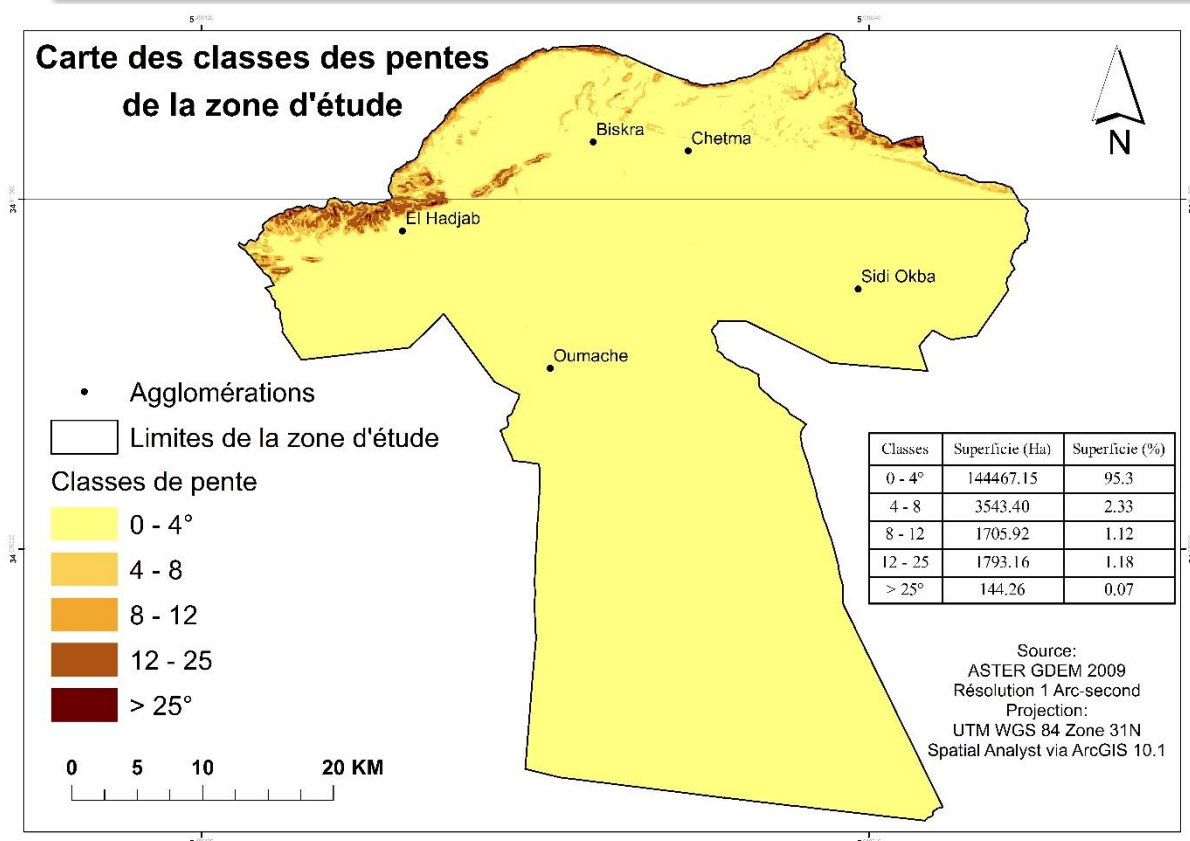 Carte des classes des pentes
de la zone d'étude
N
Biskra
Chetma
El Hadjab
Sidi Okba
Oumache
Agglomérations
Limites de la zone d'étude
Classes de pente
0 - 4°
4 - 8
8 - 12
12 - 25
> 25°
0 5 10 20 KM
Classes Superficie (Ha) Superficie (%)
0 - 4° 144467.15 95.3
4 - 8 3543.40 2.33
8 - 12 1705.92 1.12
12 - 25 1793.16 1.18
> 25° 144.26 0.07
Source:
ASTER GDEM 2009
Résolution 1 Arc-second
Projection:
UTM WGS 84 Zone 31N
Spatial Analyst via ArcGIS 10.1